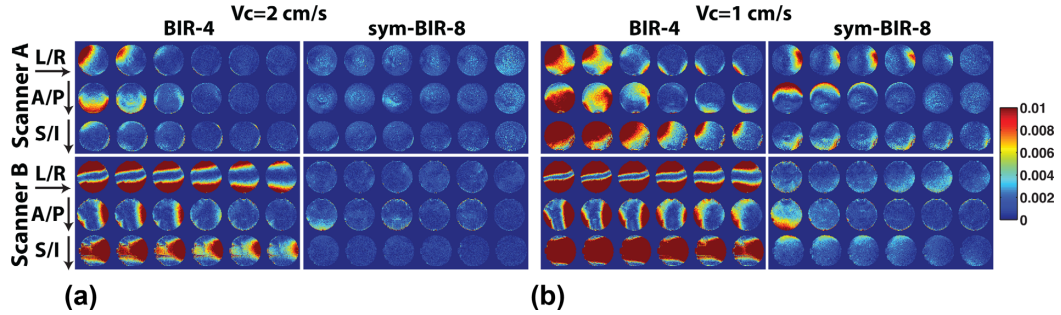 Vc=2 cm/s Vc=1 cm/s
BIR-4 sym-BIR-8 BIR-4 sym-BIR-8
Scanner A
L/R
A/P
S/I
Scanner B
L/R
A/P
S/I
0.01
0.008
0.006
0.004
0.002
0
(a) (b)